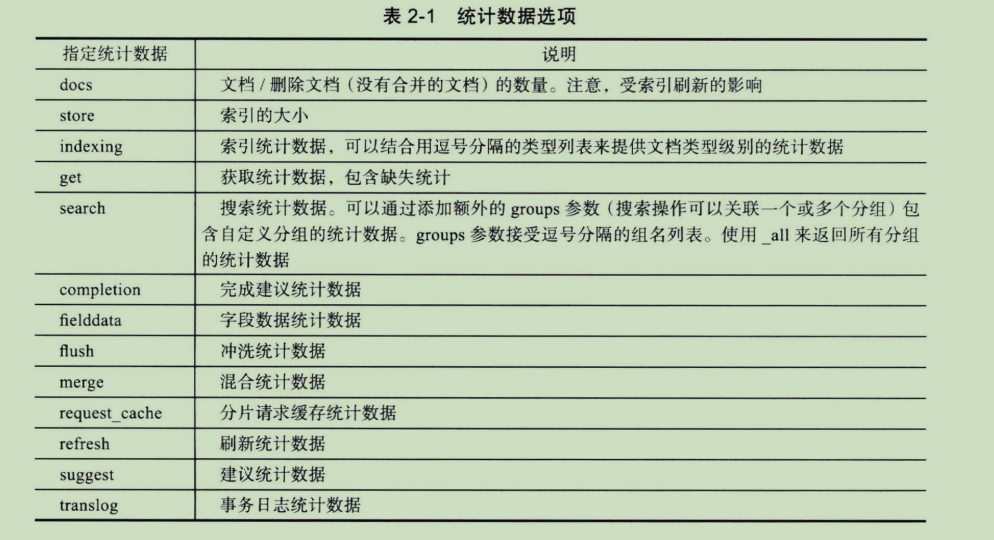 表 2-1 统计数据选项
指定统计数据 说明
docs 文档 / 删除文档（没有合并的文档）的数量。注意，受索引刷新的影响
store 索引的大小
indexing 索引统计数据，可以结合用逗号分隔的类型列表来提供文档类型级别的统计数据
get 获取统计数据，包含缺失统计
search 搜索统计数据。可以通过添加额外的 groups 参数（搜索操作可以关联一个或多个分组）包
含自定义分组的统计数据。groups 参数接受逗号分隔的组名列表。使用 _all 来返回所有分组
的统计数据
completion 完成建议统计数据
fielddata 字段数据统计数据
flush 冲洗统计数据
merge 混合统计数据
request_cache 分片请求缓存统计数据
refresh 刷新统计数据
suggest 建议统计数据
translog 事务日志统计数据